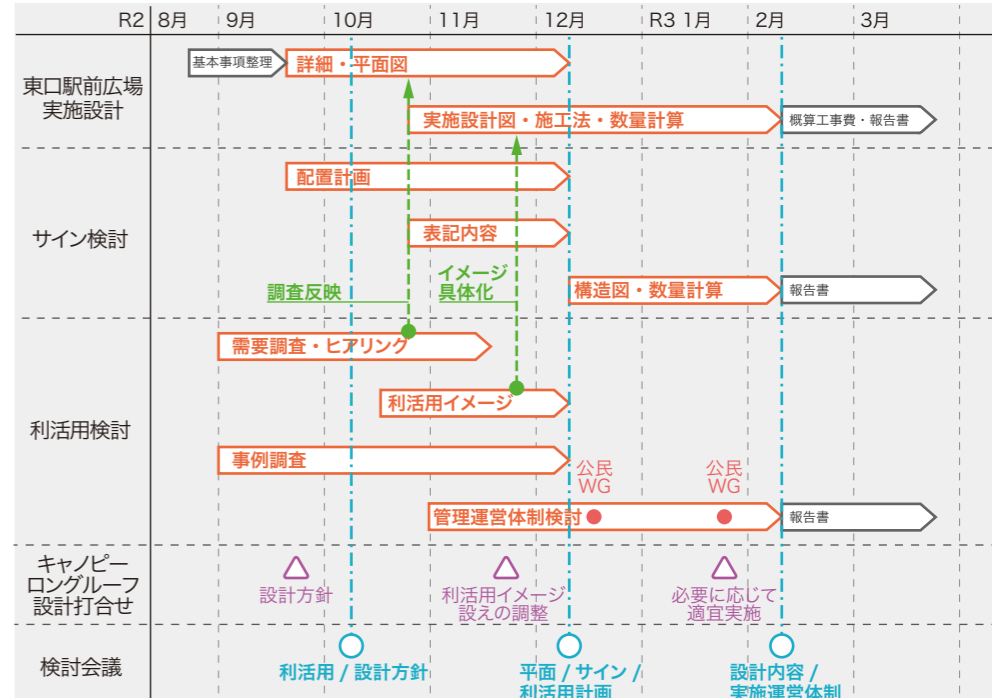 R2 8月 9月 10月 11月 12月 R3 1月 2月 3月
東口駅前広場
実施設計
基本事項整理
詳細・平面図
実施設計図・施工法・数量計算
概算工事費・報告書
サイン検討
配置計画
表記内容
構造図・数量計算
報告書
調査反映
イメージ
具体化
利活用検討
需要調査・ヒアリング
利活用イメージ
事例調査
公民
WG
公民
WG
管理運営体制検討
報告書
キャノピー
ロングルーフ
設計打合せ
設計方針
利活用イメージ
設えの調整
必要に応じて
適宜実施
検討会議
利活用 / 設計方針
平面 / サイン /
利活用計画
設計内容 /
実施運営体制